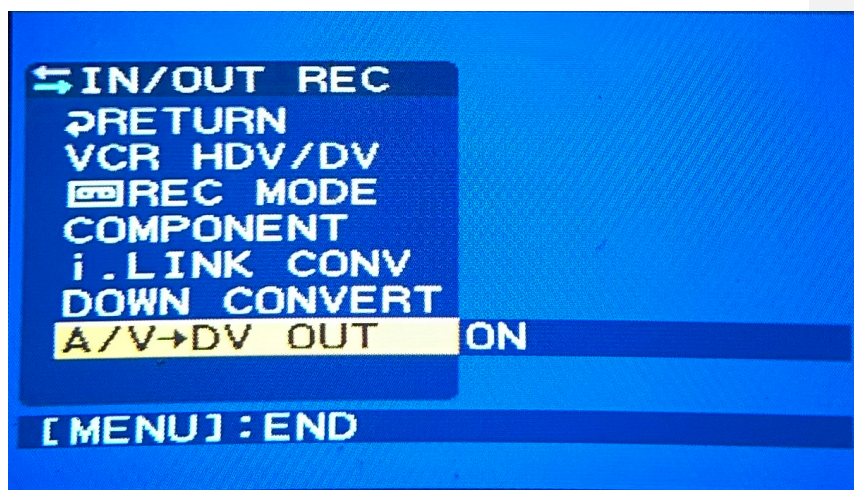 IN/OUT REC
RETURN
VCR HDV/DV
REC MODE
COMPONENT
i.LINK CONV
DOWN CONVERT
A/V→DV OUT ON
[MENU]:END